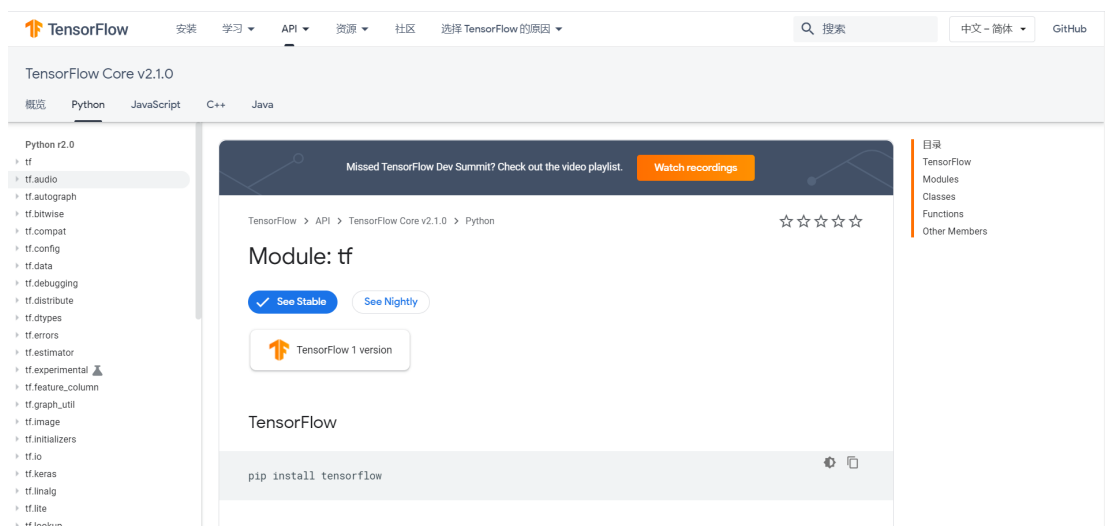 TensorFlow 安装 学习 API 资源 社区 选择 TensorFlow 的原因 搜索 中文 – 简体 GitHub
TensorFlow Core v2.1.0
概览 Python JavaScript C++ Java
Python r2.0
tf
tf.audio
tf.autograph
tf.bitwise
tf.compat
tf.config
tf.data
tf.debugging
tf.distribute
tf.dtypes
tf.errors
tf.estimator
tf.experimental
tf.feature_column
tf.graph_util
tf.image
tf.initializers
tf.io
tf.keras
tf.linalg
tf.lite
tf.lookup
Missed TensorFlow Dev Summit? Check out the video playlist. Watch recordings
TensorFlow > API > TensorFlow Core v2.1.0 > Python
Module: tf
See Stable See Nightly
TensorFlow 1 version
TensorFlow
pip install tensorflow
目录
TensorFlow
Modules
Classes
Functions
Other Members